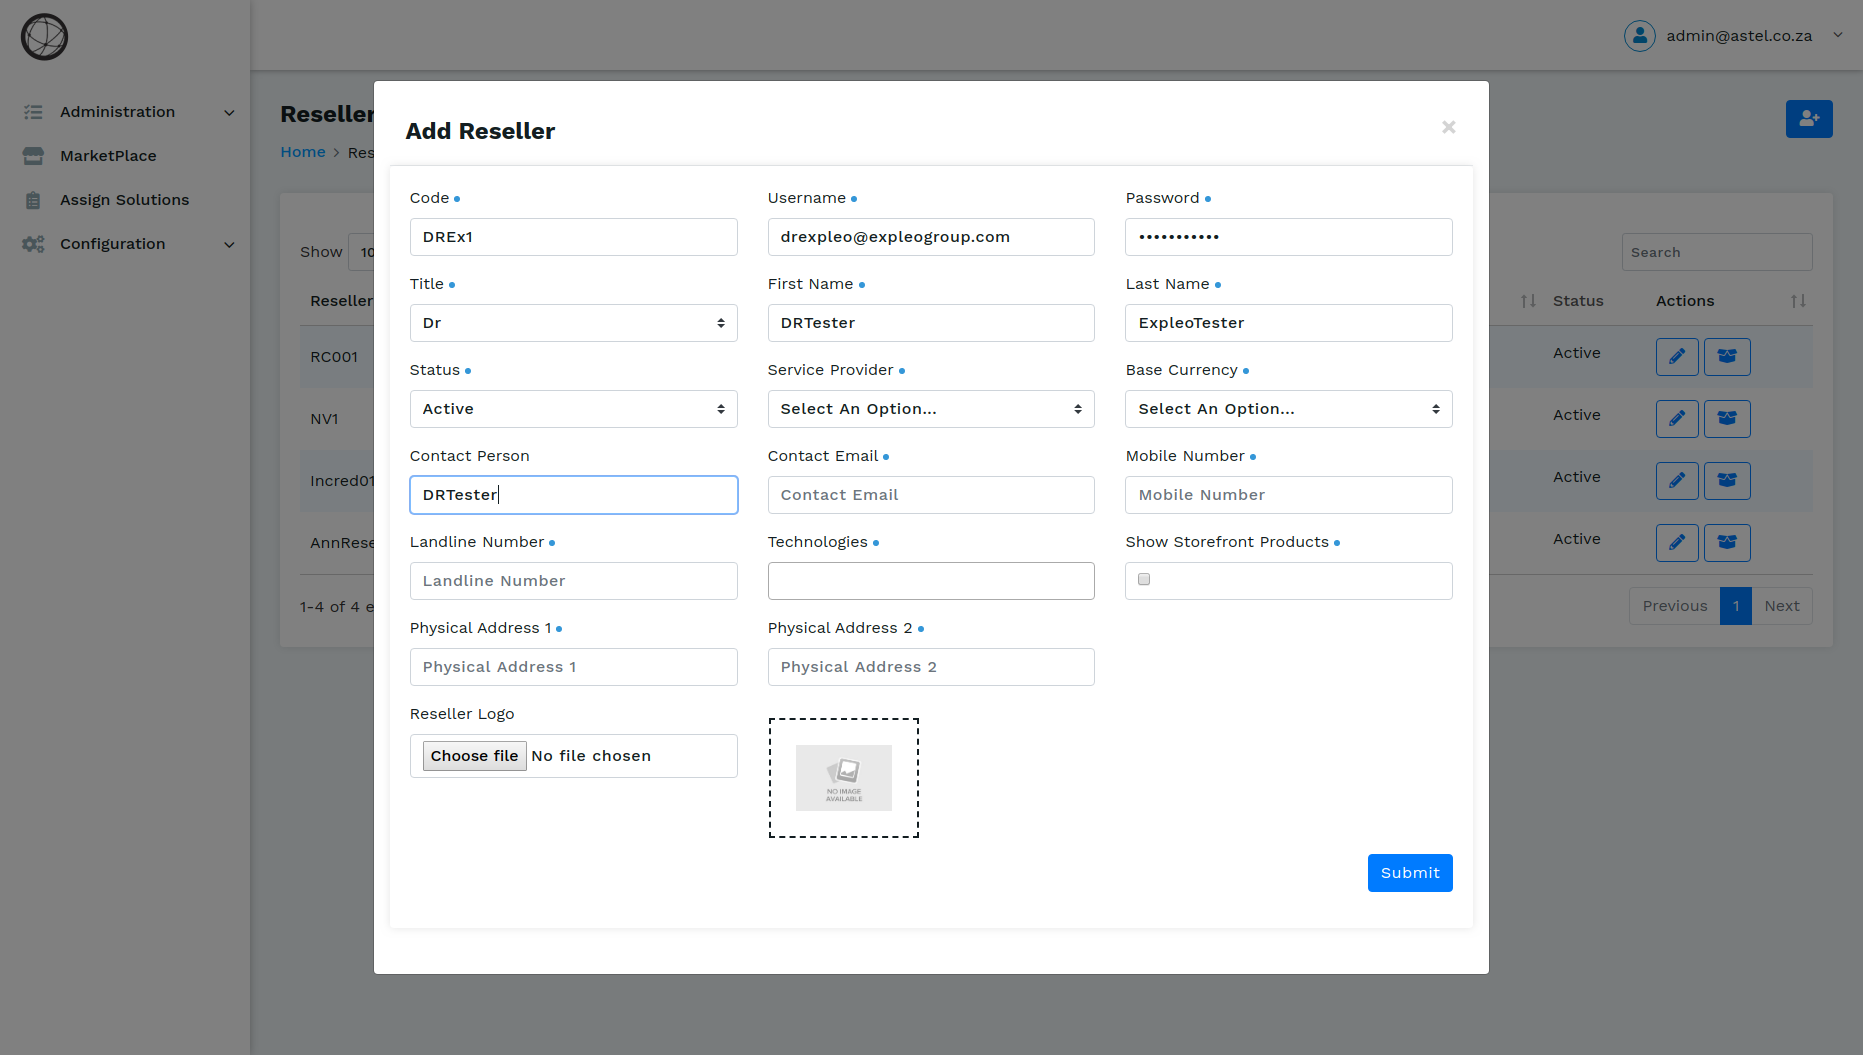 admin@astel.co.za
Administration
MarketPlace
Assign Solutions
Configuration
Reseller
Home > Res
Show 10
Search
Reseller
Status
Actions
RC001
Active
NV1
Active
Incred01
Active
AnnRese
Active
1-4 of 4 e
Previous 1 Next
Add Reseller
×
Code
Username
Password
DREx1
drexpleo@expleogroup.com
•••••••••••
Title
First Name
Last Name
Dr
DRTester
ExpleoTester
Status
Service Provider
Base Currency
Active
Select An Option...
Select An Option...
Contact Person
Contact Email
Mobile Number
DRTester
Contact Email
Mobile Number
Landline Number
Technologies
Show Storefront Products
Landline Number
Physical Address 1
Physical Address 2
Physical Address 1
Physical Address 2
Reseller Logo
Choose file No file chosen
NO IMAGE
AVAILABLE
Submit